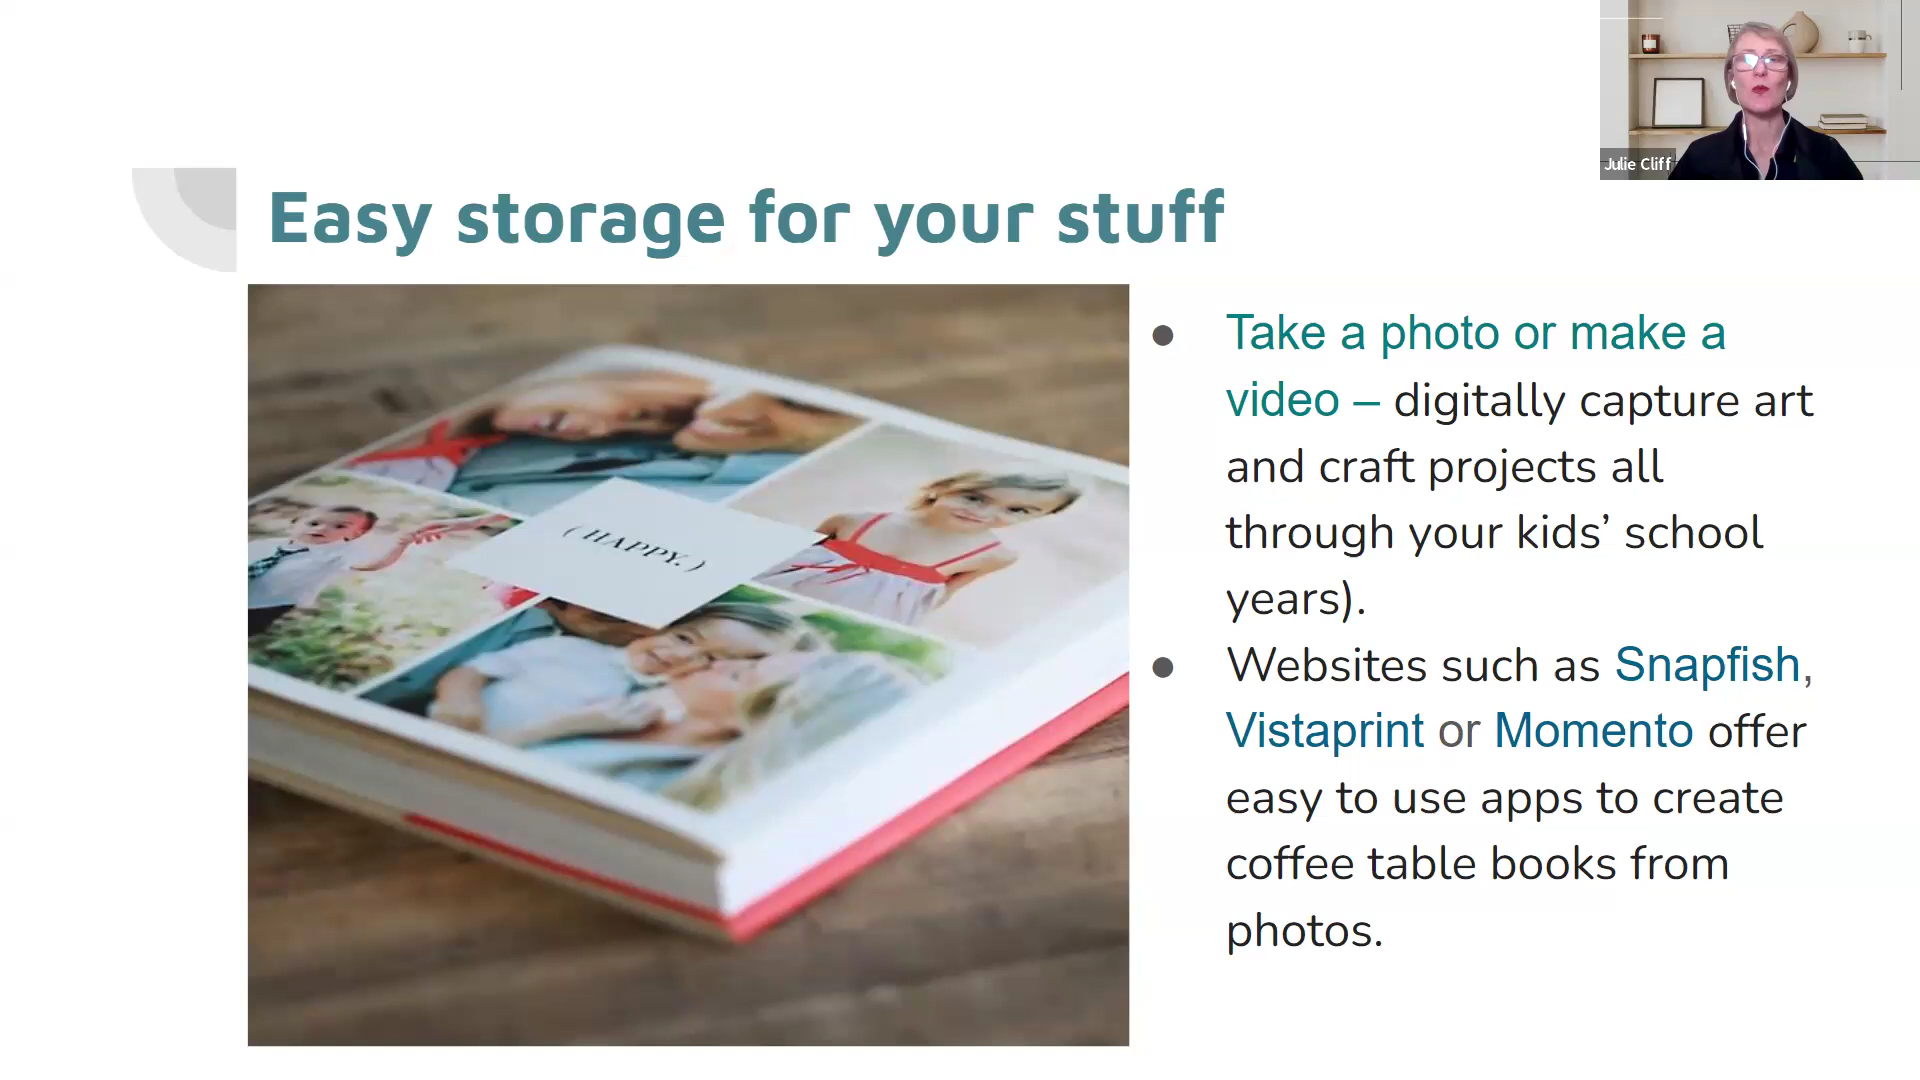 Julie Cliff
Easy storage for your stuff
( HAPPY. )
● Take a photo or make a
video – digitally capture art
and craft projects all
through your kids’ school
years).
● Websites such as Snapfish,
Vistaprint or Momento offer
easy to use apps to create
coffee table books from
photos.